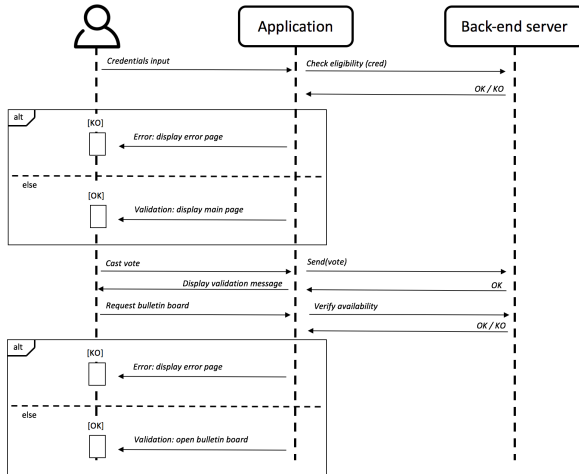 Application
Back-end server
Credentials input
Check eligibility (cred)
OK / KO
alt
[KO]
Error: display error page
else
[OK]
Validation: display main page
Cast vote
Send(vote)
Display validation message
OK
Request bulletin board
Verify availability
OK / KO
alt
[KO]
Error: display error page
else
[OK]
Validation: open bulletin board